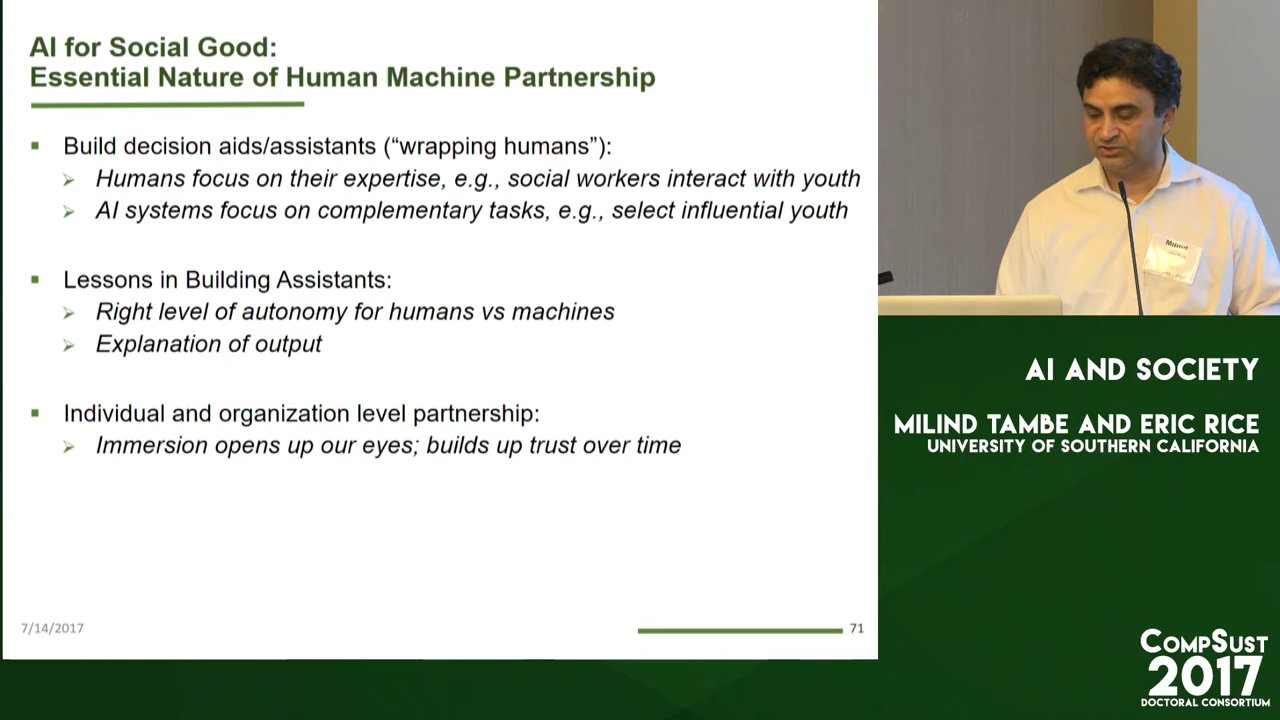 AI for Social Good:
Essential Nature of Human Machine Partnership
Build decision aids/assistants (“wrapping humans”):
Humans focus on their expertise, e.g., social workers interact with youth
AI systems focus on complementary tasks, e.g., select influential youth
Lessons in Building Assistants:
Right level of autonomy for humans vs machines
Explanation of output
Individual and organization level partnership:
Immersion opens up our eyes; builds up trust over time
7/14/2017
71
Milind
AI AND SOCIETY
MILIND TAMBE AND ERIC RICE
UNIVERSITY OF SOUTHERN CALIFORNIA
COMPSUST
2017
DOCTORAL CONSORTIUM